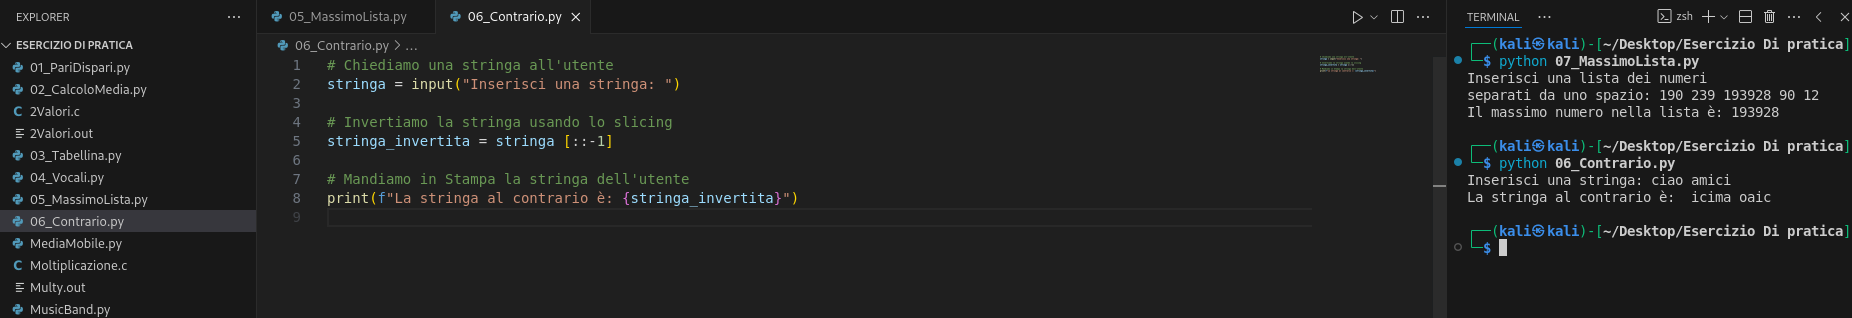 EXPLORER ...
ESERCIZIO DI PRATICA
01_PariDispari.py
02_CalcoloMedia.py
2Valori.c
2Valori.out
03_Tabellina.py
04_Vocali.py
05_MassimoLista.py
06_Contrario.py
MediaMobile.py
Moltiplicazione.c
Multy.out
MusicBand.py
05_MassimoLista.py 06_Contrario.py
06_Contrario.py > ...
1 # Chiediamo una stringa all'utente
2 stringa = input("Inserisci una stringa: ")
3
4 # Invertiamo la stringa usando lo slicing
5 stringa_invertita = stringa [::-1]
6
7 # Mandiamo in Stampa la stringa dell'utente
8 print(f"La stringa al contrario è: {stringa_invertita}")
9
TERMINAL ... zsh
┌──(kali㉿kali)-[~/Desktop/Esercizio Di pratica]
└─$ python 07_MassimoLista.py
Inserisci una lista dei numeri
separati da uno spazio: 190 239 193928 90 12
Il massimo numero nella lista è: 193928
┌──(kali㉿kali)-[~/Desktop/Esercizio Di pratica]
└─$ python 06_Contrario.py
Inserisci una stringa: ciao amici
La stringa al contrario è:  icima oaic
┌──(kali㉿kali)-[~/Desktop/Esercizio Di pratica]
└─$